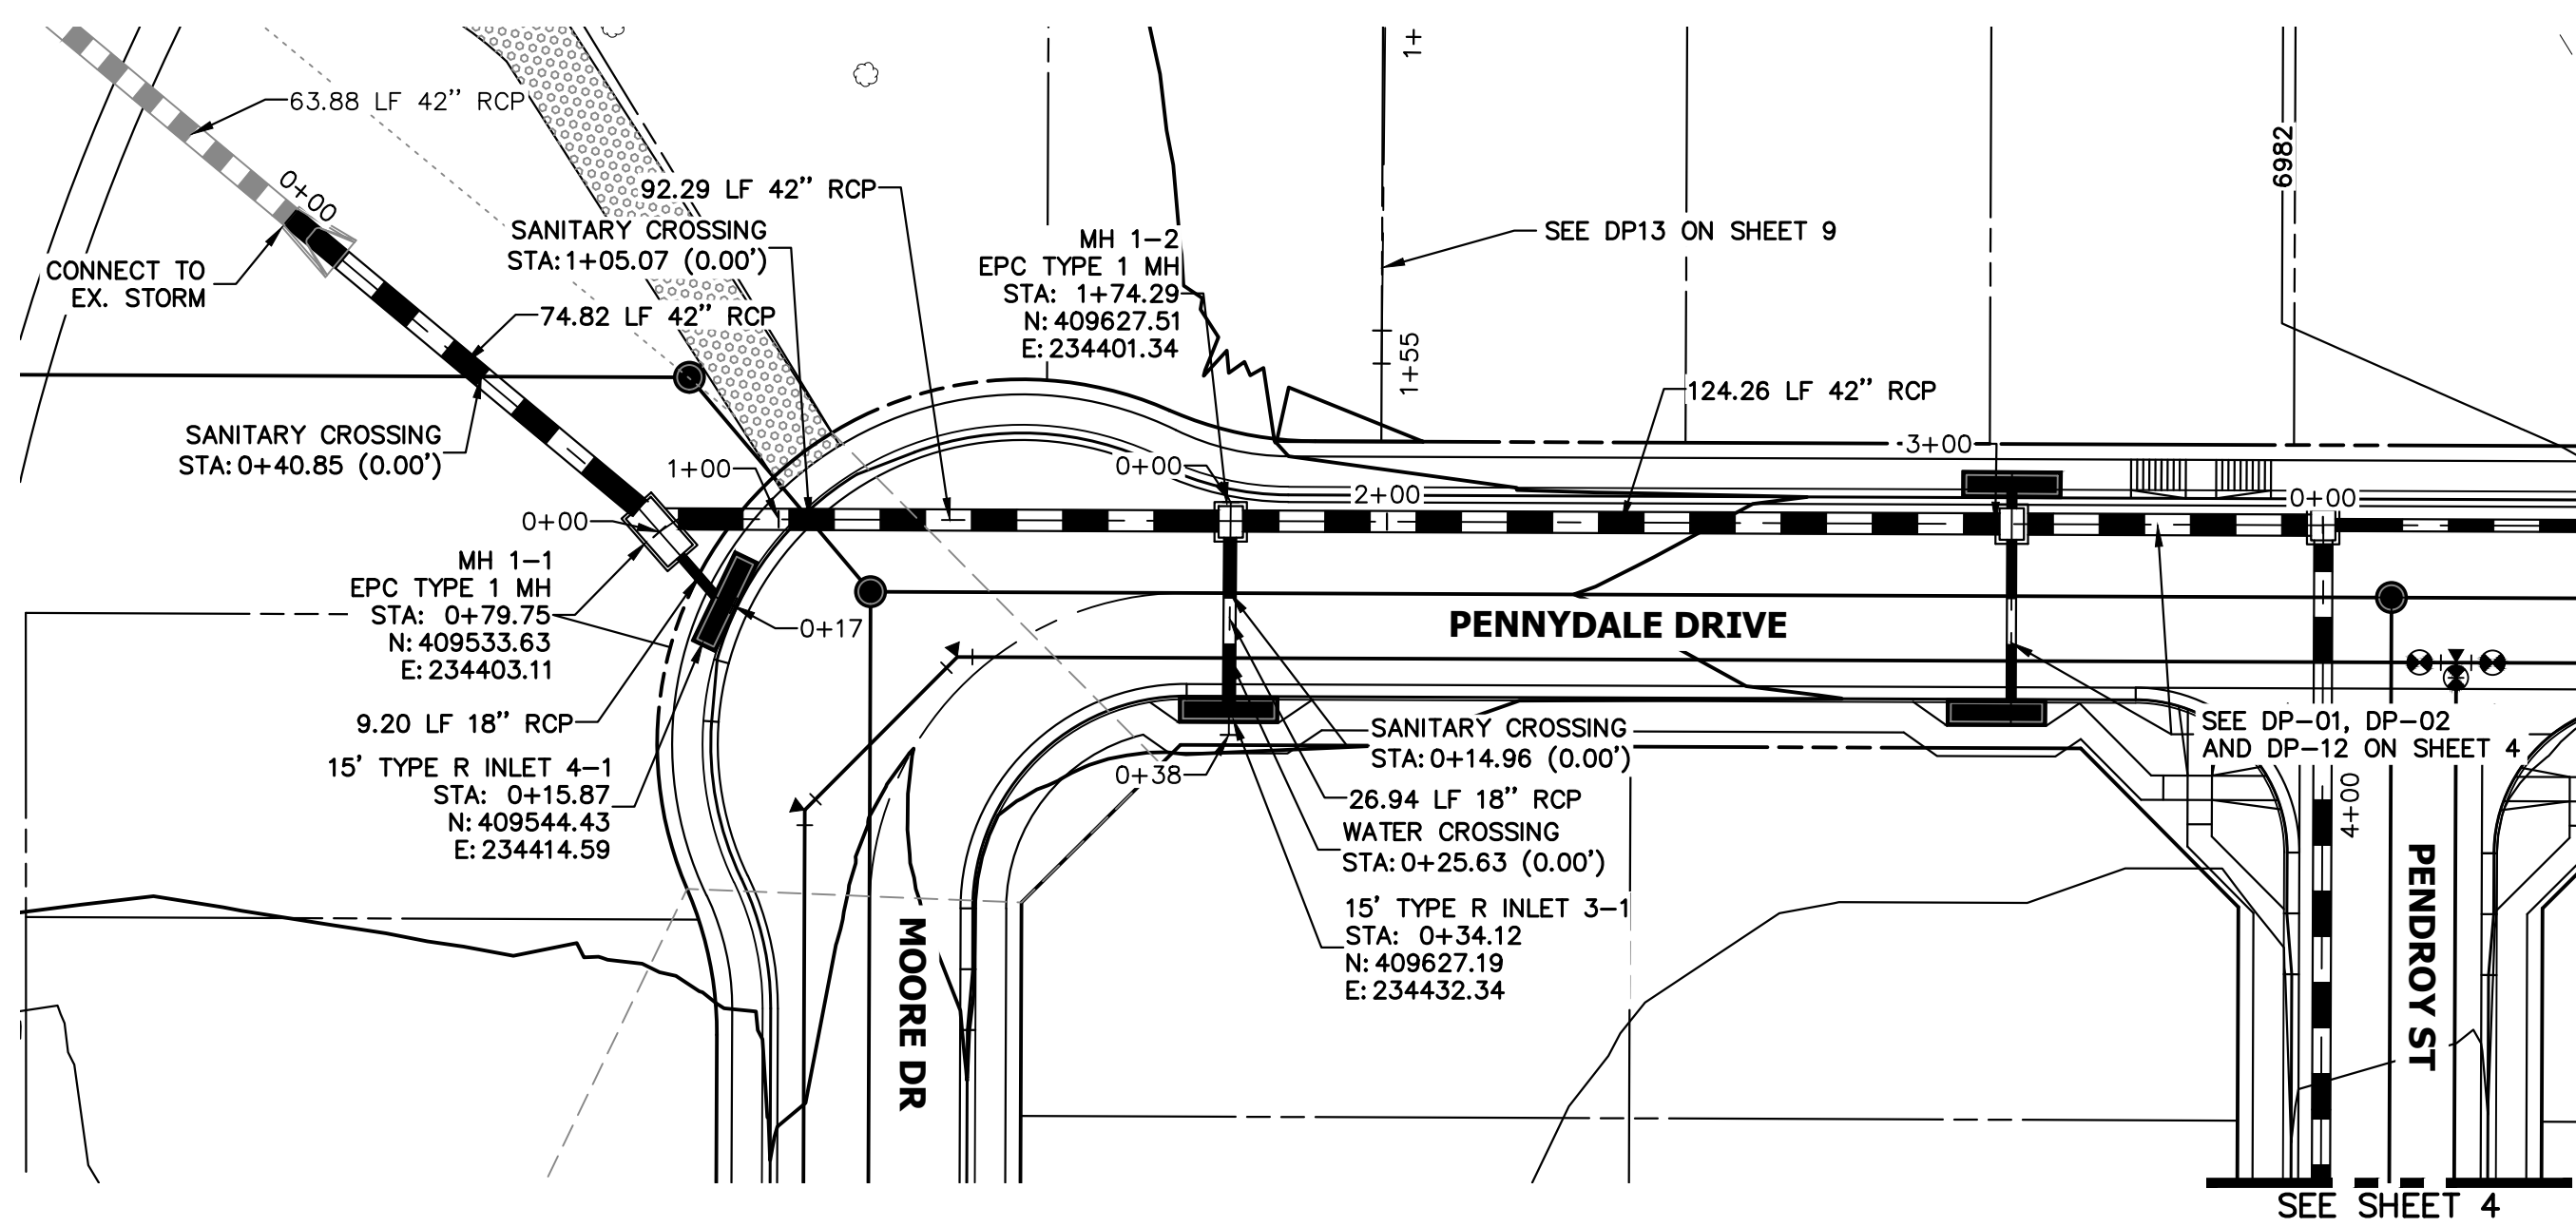 63.88 LF 42” RCP
0+00
CONNECT TO
EX. STORM
92.29 LF 42” RCP
SANITARY CROSSING
STA: 1+05.07 (0.00')
74.82 LF 42” RCP
SANITARY CROSSING
STA: 0+40.85 (0.00')
MH 1-2
EPC TYPE 1 MH
STA: 1+74.29
N: 409627.51
E: 234401.34
1+
1+55
SEE DP13 ON SHEET 9
124.26 LF 42” RCP
6982
1+00
0+00
2+00
3+00
0+00
0+00
MH 1-1
EPC TYPE 1 MH
STA: 0+79.75
N: 409533.63
E: 234403.11
0+17
9.20 LF 18” RCP
15' TYPE R INLET 4-1
STA: 0+15.87
N: 409544.43
E: 234414.59
PENNYDALE DRIVE
0+38
SANITARY CROSSING
STA: 0+14.96 (0.00')
26.94 LF 18” RCP
WATER CROSSING
STA: 0+25.63 (0.00')
15' TYPE R INLET 3-1
STA: 0+34.12
N: 409627.19
E: 234432.34
SEE DP-01, DP-02
AND DP-12 ON SHEET 4
4+00
MOORE DR
PENDROY ST
SEE SHEET 4